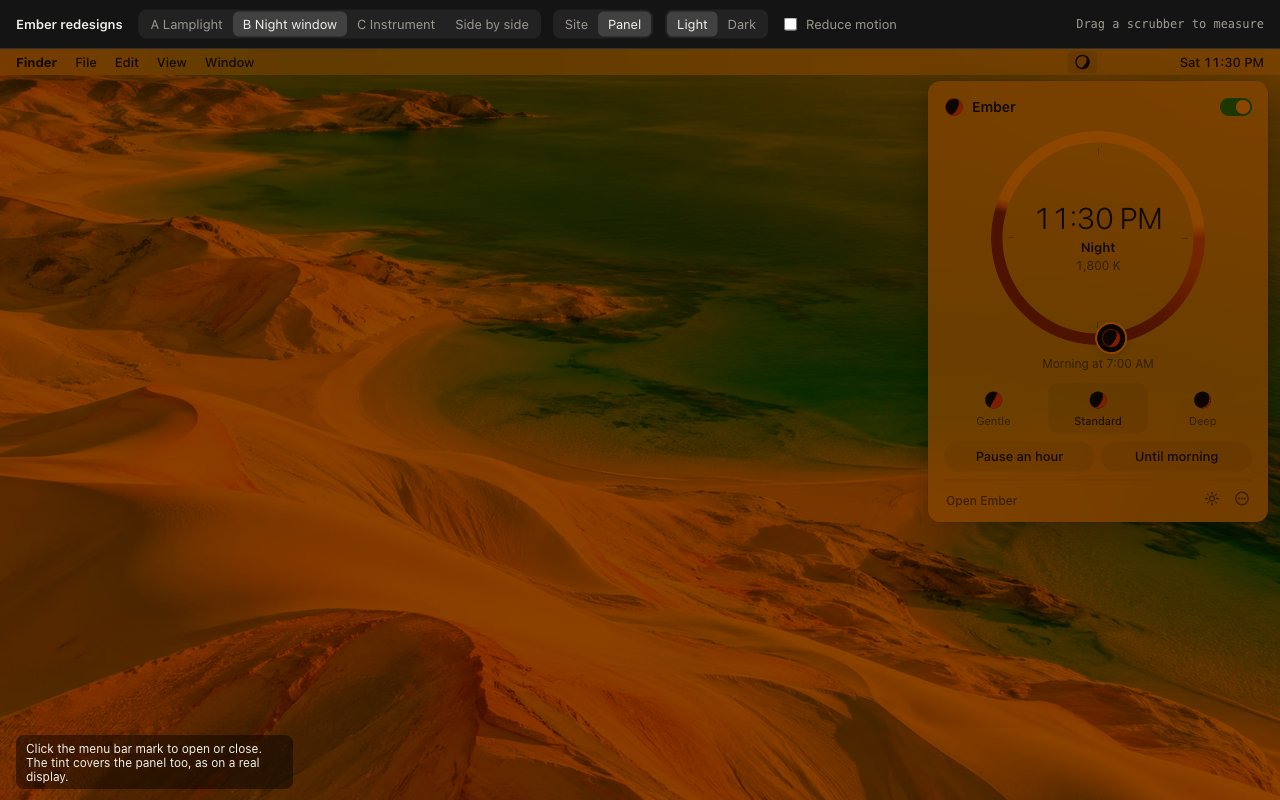 Ember redesigns A Lamplight B Night window C Instrument Side by side Site Panel Light Dark Reduce motion Drag a scrubber to measure
Finder File Edit View Window Sat 11:30 PM
Ember
11:30 PM
Night
1,800 K
Morning at 7:00 AM
Gentle Standard Deep
Pause an hour Until morning
Open Ember
Click the menu bar mark to open or close.
The tint covers the panel too, as on a real
display.